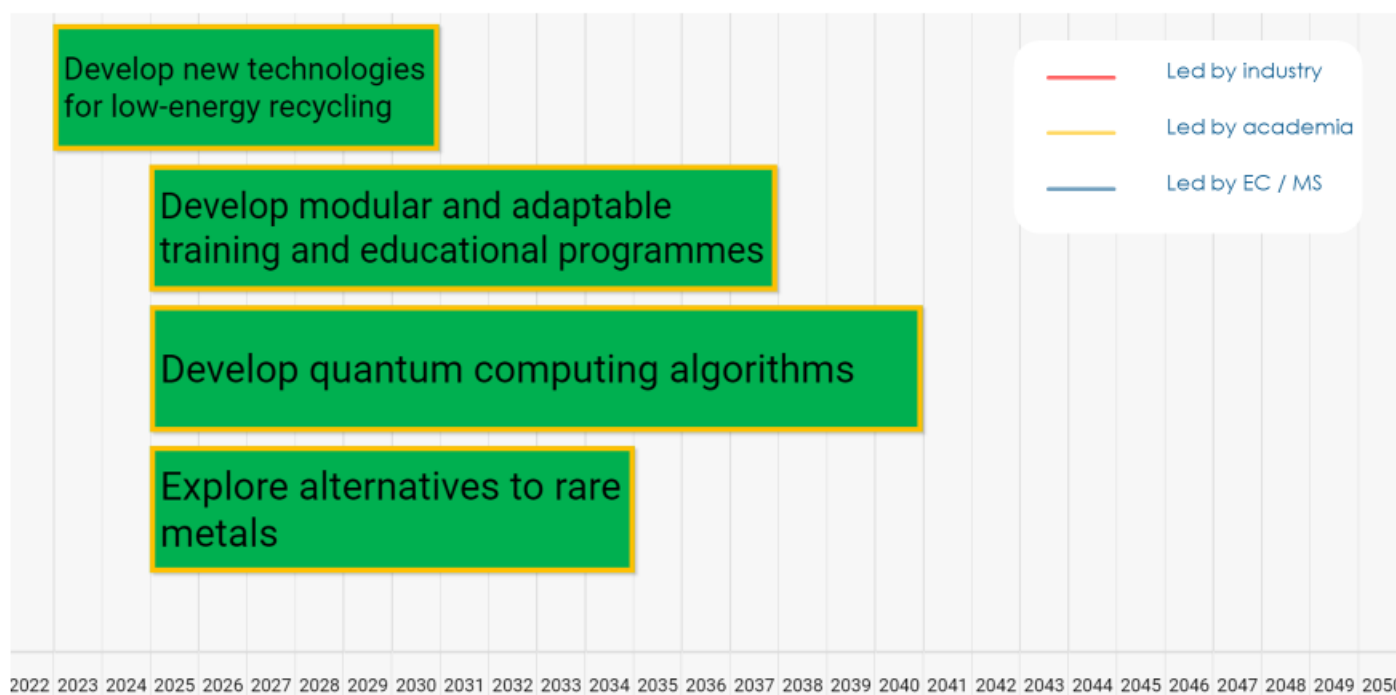 Develop new technologies
for low-energy recycling
Led by industry
Led by academia
Led by EC / MS
Develop modular and adaptable
training and educational programmes
Develop quantum computing algorithms
Explore alternatives to rare
metals
2022 2023 2024 2025 2026 2027 2028 2029 2030 2031 2032 2033 2034 2035 2036 2037 2038 2039 2040 2041 2042 2043 2044 2045 2046 2047 2048 2049